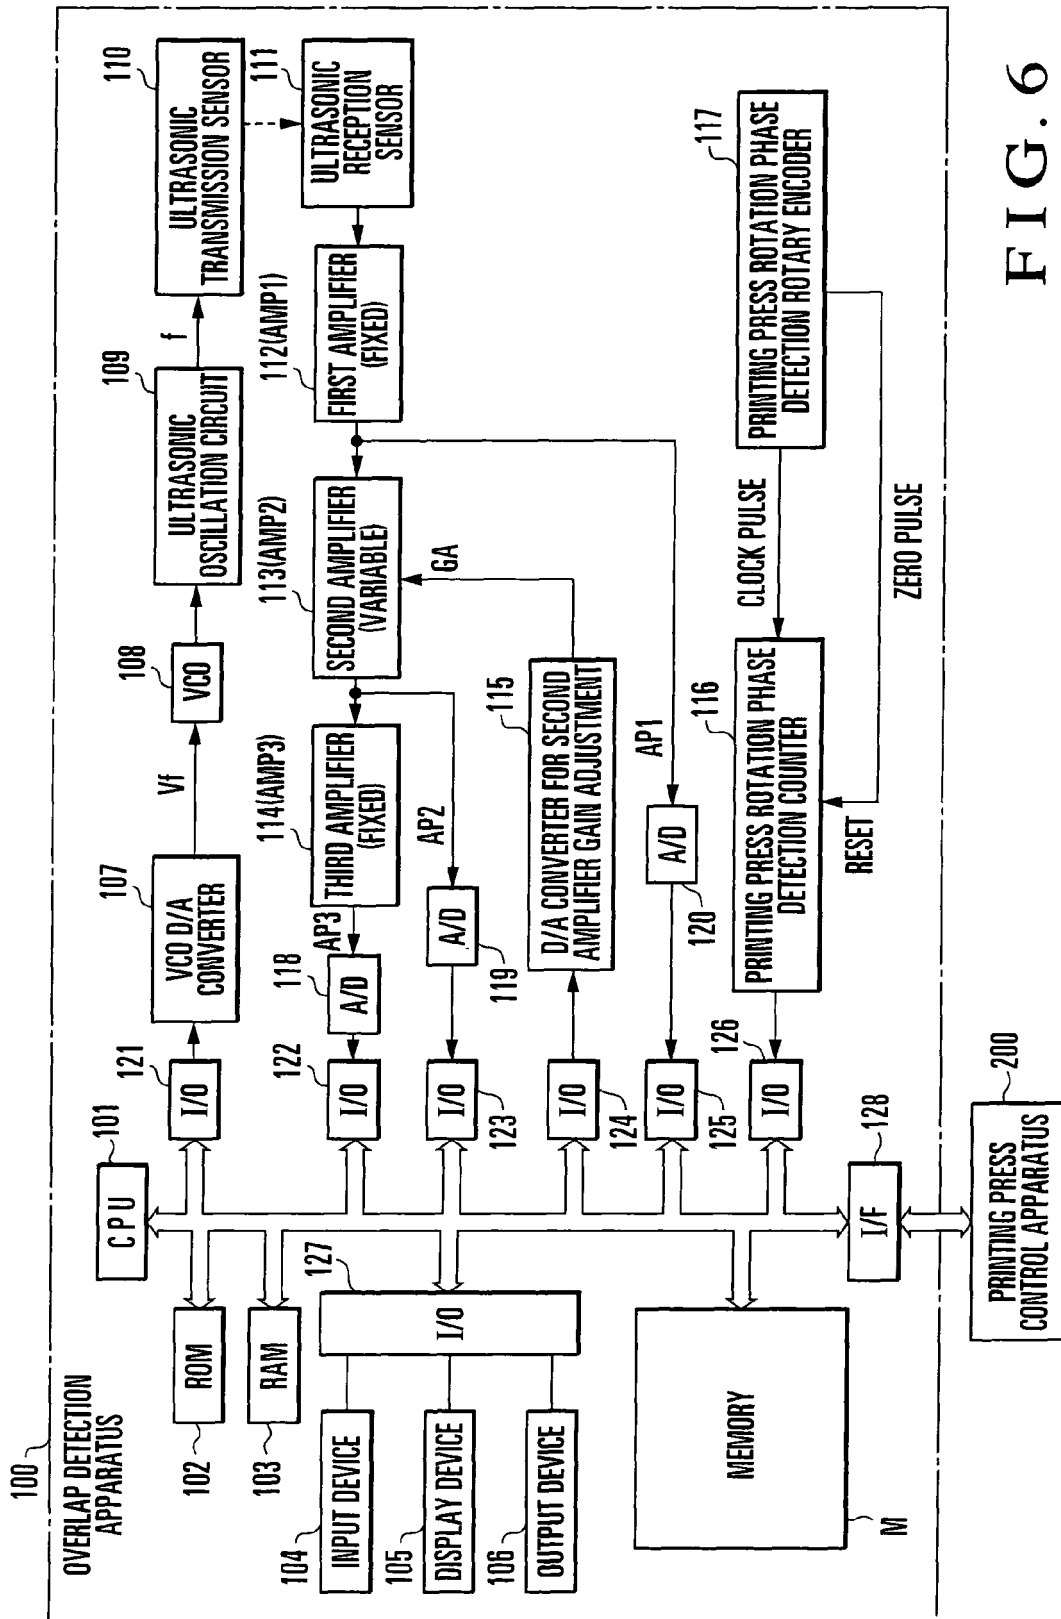 100
OVERLAP DETECTION
APPARATUS
101
CPU
102
ROM
103
RAM
104
INPUT DEVICE
105
DISPLAY DEVICE
106
OUTPUT DEVICE
127
I/O
MEMORY
M
128
I/F
200
PRINTING PRESS
CONTROL APPARATUS
121
I/O
107
VCO D/A
CONVERTER
Vf
108
VCO
109
ULTRASONIC
OSCILLATION CIRCUIT
f
110
ULTRASONIC
TRANSMISSION SENSOR
111
ULTRASONIC
RECEPTION
SENSOR
112(AMP1)
FIRST AMPLIFIER
(FIXED)
113(AMP2)
SECOND AMPLIFIER
(VARIABLE)
GA
114(AMP3)
THIRD AMPLIFIER
(FIXED)
AP3
118
A/D
122
I/O
AP2
A/D
119
I/O
123
115
D/A CONVERTER FOR SECOND
AMPLIFIER GAIN ADJUSTMENT
I/O
124
AP1
A/D
120
I/O
125
116
PRINTING PRESS ROTATION PHASE
DETECTION COUNTER
126
I/O
CLOCK PULSE
117
PRINTING PRESS ROTATION PHASE
DETECTION ROTARY ENCODER
ZERO PULSE
RESET
FIG. 6